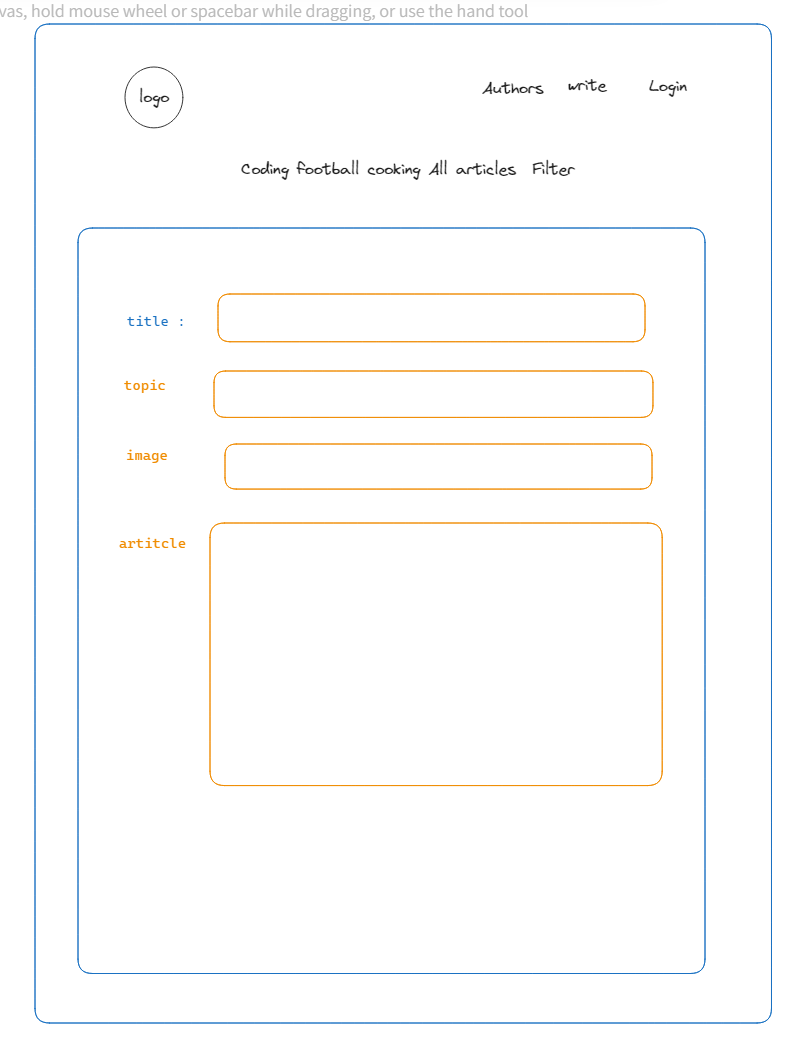 vas, hold mouse wheel or spacebar while dragging, or use the hand tool
logo Authors write Login
Coding football cooking All articles Filter
title :
topic
image
artitcle